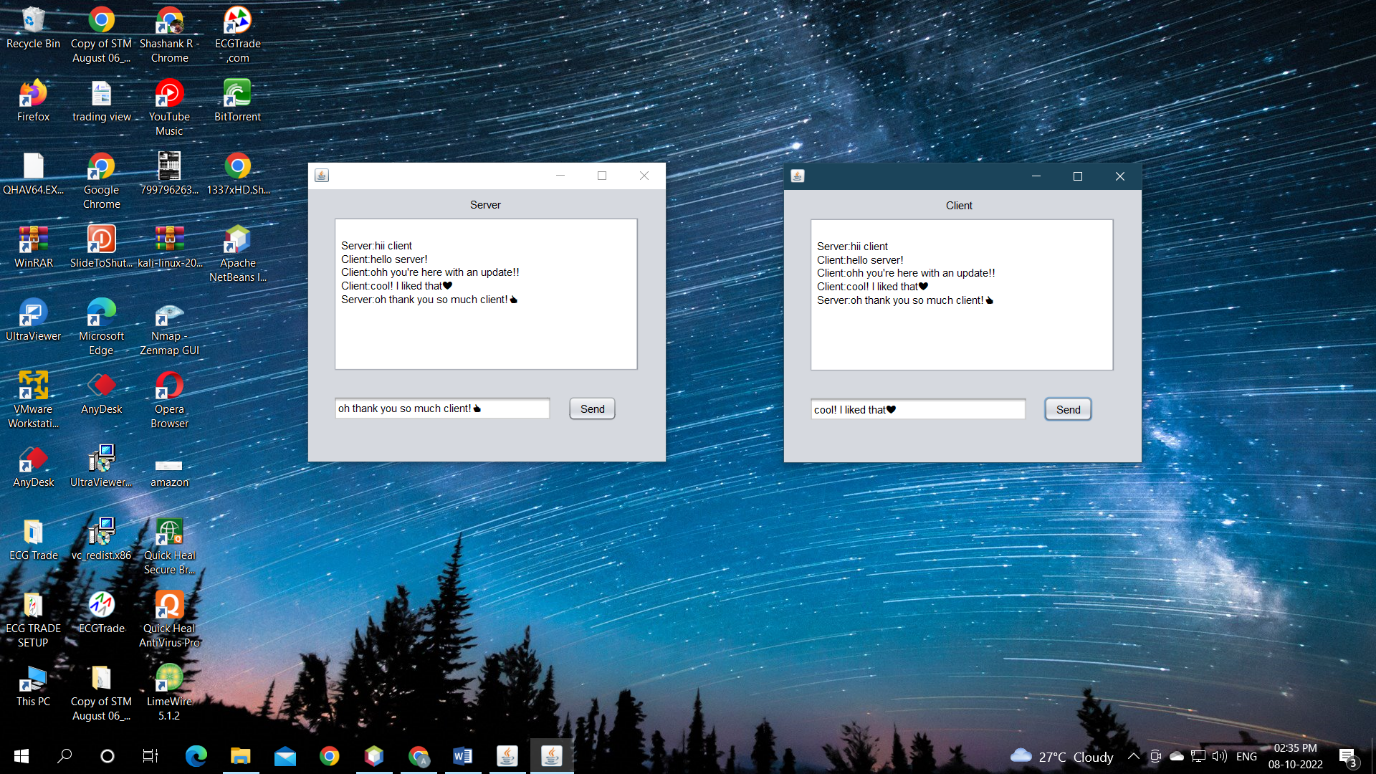 Recycle Bin
Copy of STM
August 06_...
Shashank R -
Chrome
ECGTrade
,com
Firefox
trading view
YouTube
Music
BitTorrent
QHAV64.EX...
Google
Chrome
799796263...
1337xHD.Sh...
WinRAR
SlideToShut...
kali-linux-20...
Apache
NetBeans I...
UltraViewer
Microsoft
Edge
Nmap -
Zenmap GUI
VMware
Workstati...
AnyDesk
Opera
Browser
AnyDesk
UltraViewer...
amazon
ECG Trade
vc_redist.x86
Quick Heal
Secure Br...
ECG TRADE
SETUP
ECGTrade
Quick Heal
AntiVirus Pro
This PC
Copy of STM
August 06_...
LimeWire
5.1.2
Server
Server:hii client
Client:hello server!
Client:ohh you're here with an update!!
Client:cool! I liked that🖤
Server:oh thank you so much client!👆
oh thank you so much client!👆
Send
Client
Server:hii client
Client:hello server!
Client:ohh you're here with an update!!
Client:cool! I liked that🖤
Server:oh thank you so much client!👆
cool! I liked that🖤
Send
27°C Cloudy
ENG
02:35 PM
08-10-2022
3